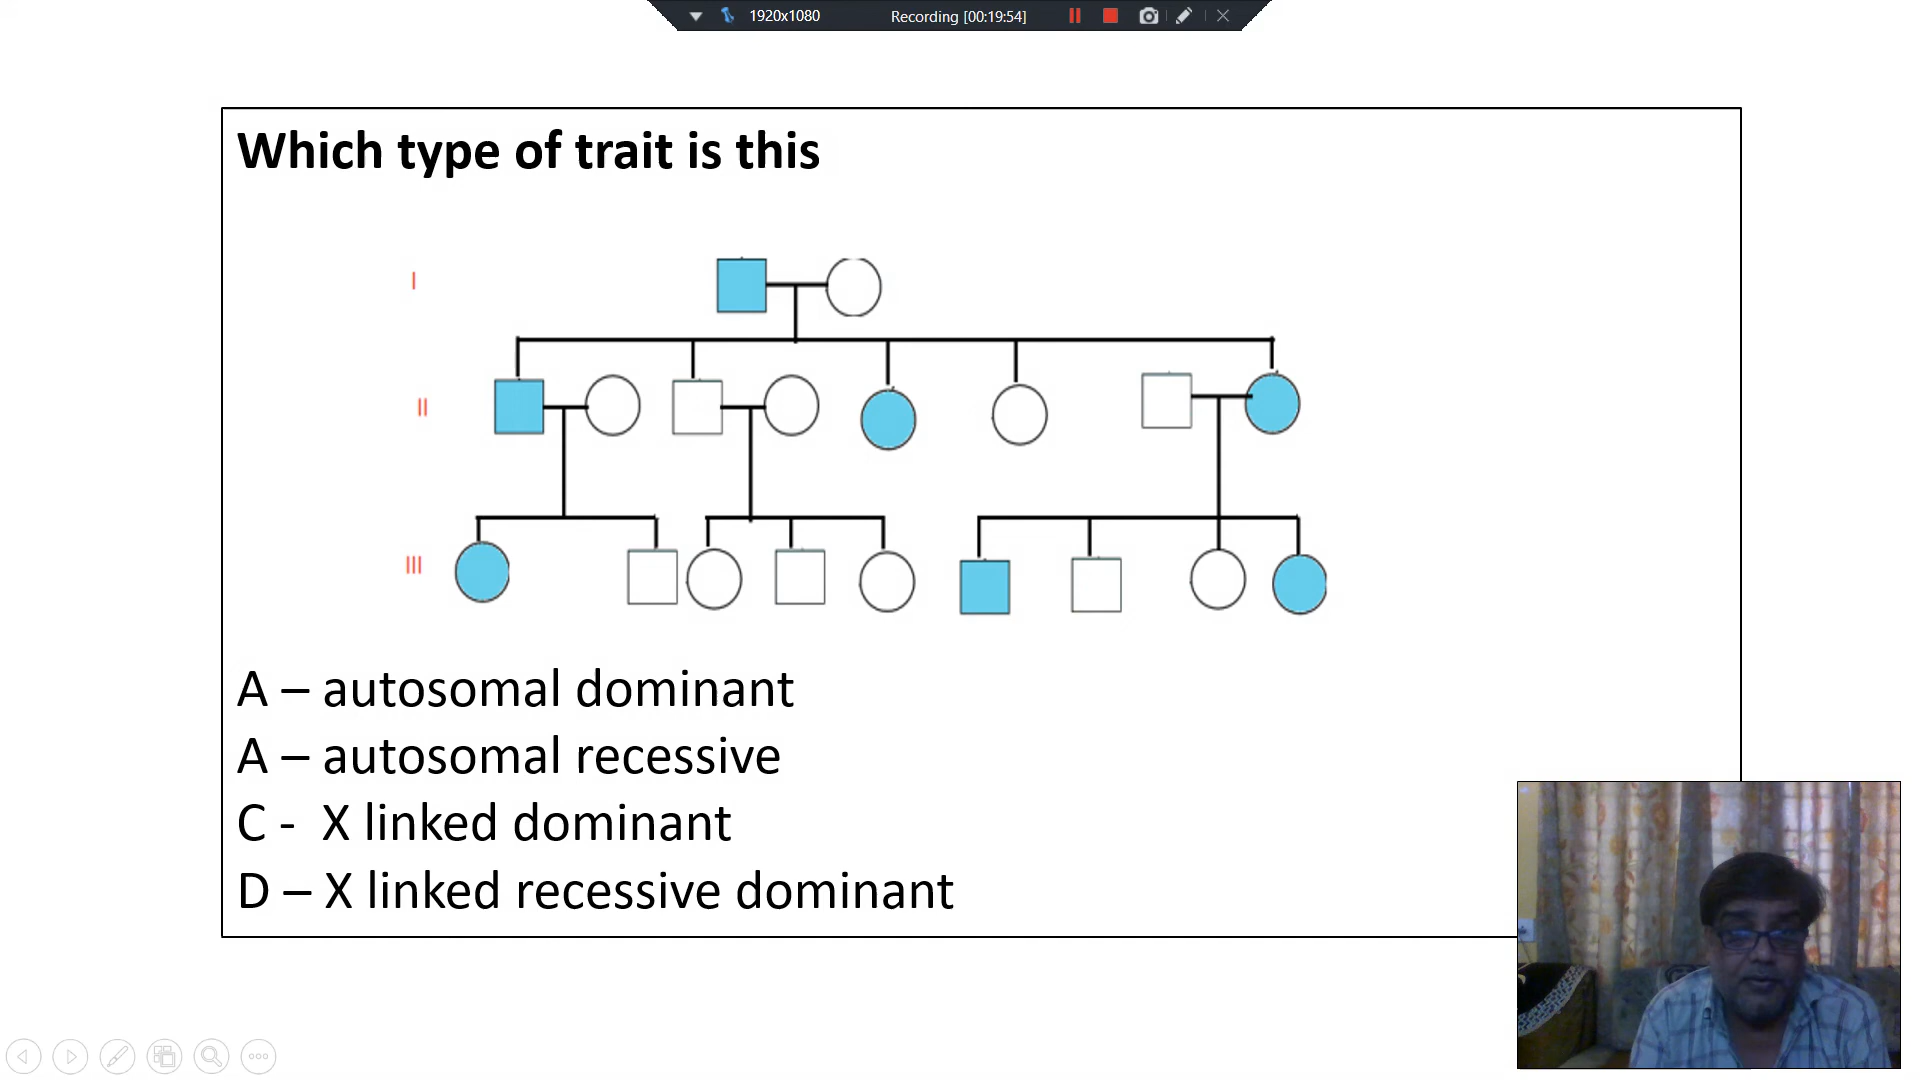 1920x1080 Recording [00:19:54]
Which type of trait is this
I
II
III
A – autosomal dominant
A – autosomal recessive
C - X linked dominant
D – X linked recessive dominant